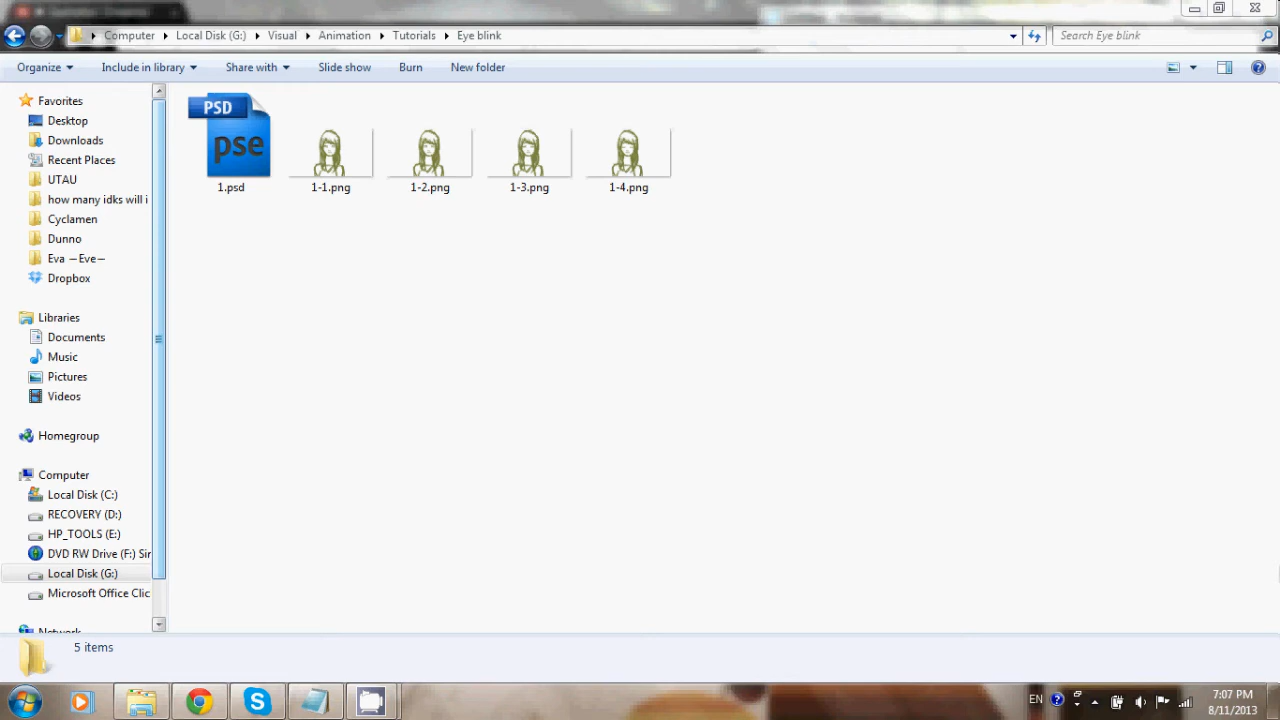 Computer Local Disk (G:) Visual Animation Tutorials Eye blink Search Eye blink
Organize Include in library Share with Slide show Burn New folder
Favorites
Desktop
Downloads
Recent Places
UTAU
how many idks will i
Cyclamen
Dunno
Eva —Eve—
Dropbox
Libraries
Documents
Music
Pictures
Videos
Homegroup
Computer
Local Disk (C:)
RECOVERY (D:)
HP_TOOLS (E:)
DVD RW Drive (F:) Sir
Local Disk (G:)
Microsoft Office Clic
Network
PSD
pse
1.psd 1-1.png 1-2.png 1-3.png 1-4.png
5 items
EN
7:07 PM
8/11/2013